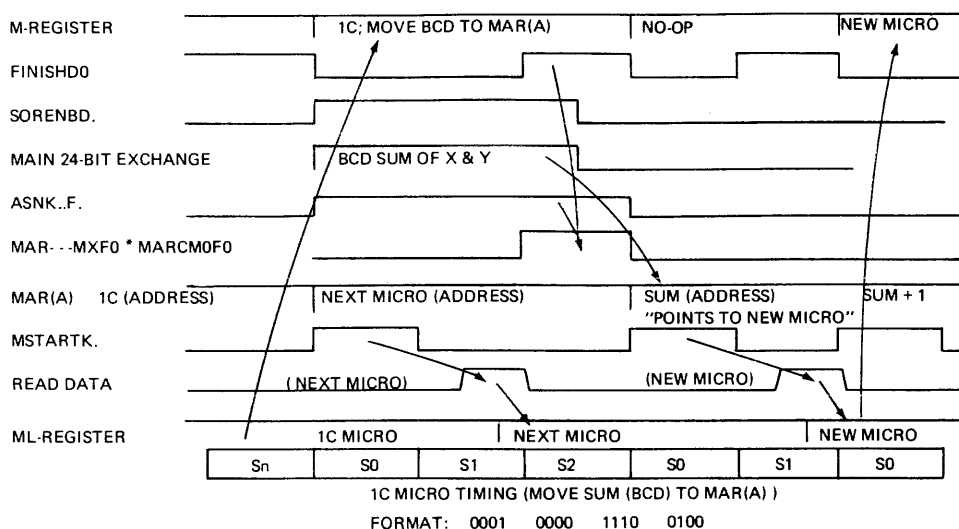 M-REGISTER 1C; MOVE BCD TO MAR(A) NO-OP NEW MICRO
FINISHD0
SORENBD.
MAIN 24-BIT EXCHANGE BCD SUM OF X & Y
ASNK..F.
MAR- - -MXF0 * MARCM0F0
MAR(A) 1C (ADDRESS) NEXT MICRO (ADDRESS) SUM (ADDRESS) SUM + 1
"POINTS TO NEW MICRO"
MSTARTK.
READ DATA (NEXT MICRO) (NEW MICRO)
ML-REGISTER 1C MICRO NEXT MICRO NEW MICRO
Sn S0 S1 S2 S0 S1 S0
1C MICRO TIMING (MOVE SUM (BCD) TO MAR(A) )
FORMAT: 0001 0000 1110 0100